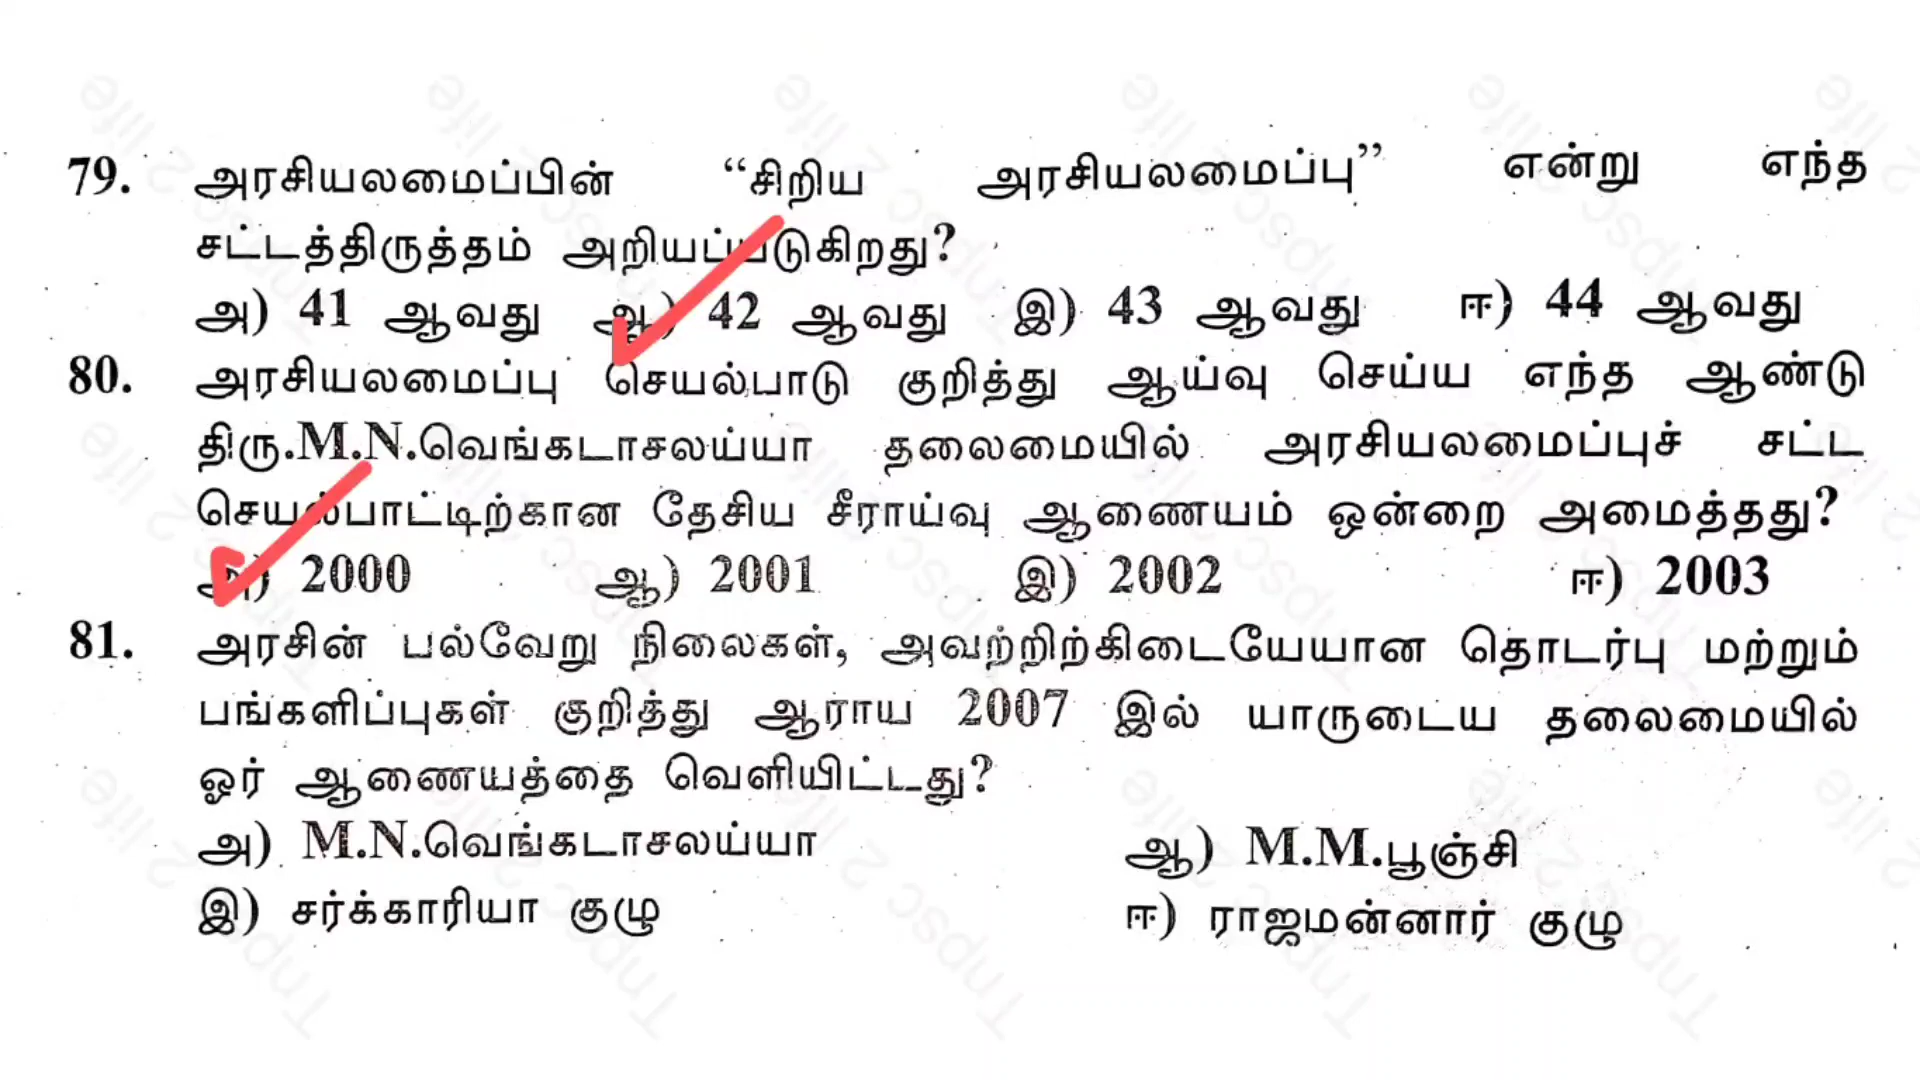 79. அரசியலமைப்பின் “சிறிய அரசியலமைப்பு” என்று எந்த
சட்டத்திருத்தம் அறியப்படுகிறது?
அ) 41 ஆவது ஆ) 42 ஆவது இ) 43 ஆவது ஈ) 44 ஆவது
80. அரசியலமைப்பு செயல்பாடு குறித்து ஆய்வு செய்ய எந்த ஆண்டு
திரு.M.N.வெங்கடாசலய்யா தலைமையில் அரசியலமைப்புச் சட்ட
செயல்பாட்டிற்கான தேசிய சீராய்வு ஆணையம் ஒன்றை அமைத்தது?
அ) 2000 ஆ) 2001 இ) 2002 ஈ) 2003
81. அரசின் பல்வேறு நிலைகள், அவற்றிற்கிடையேயான தொடர்பு மற்றும்
பங்களிப்புகள் குறித்து ஆராய 2007 இல் யாருடைய தலைமையில்
ஓர் ஆணையத்தை வெளியிட்டது?
அ) M.N.வெங்கடாசலய்யா ஆ) M.M.பூஞ்சி
இ) சர்க்காரியா குழு ஈ) ராஜமன்னார் குழு
Tnpsc 2 life